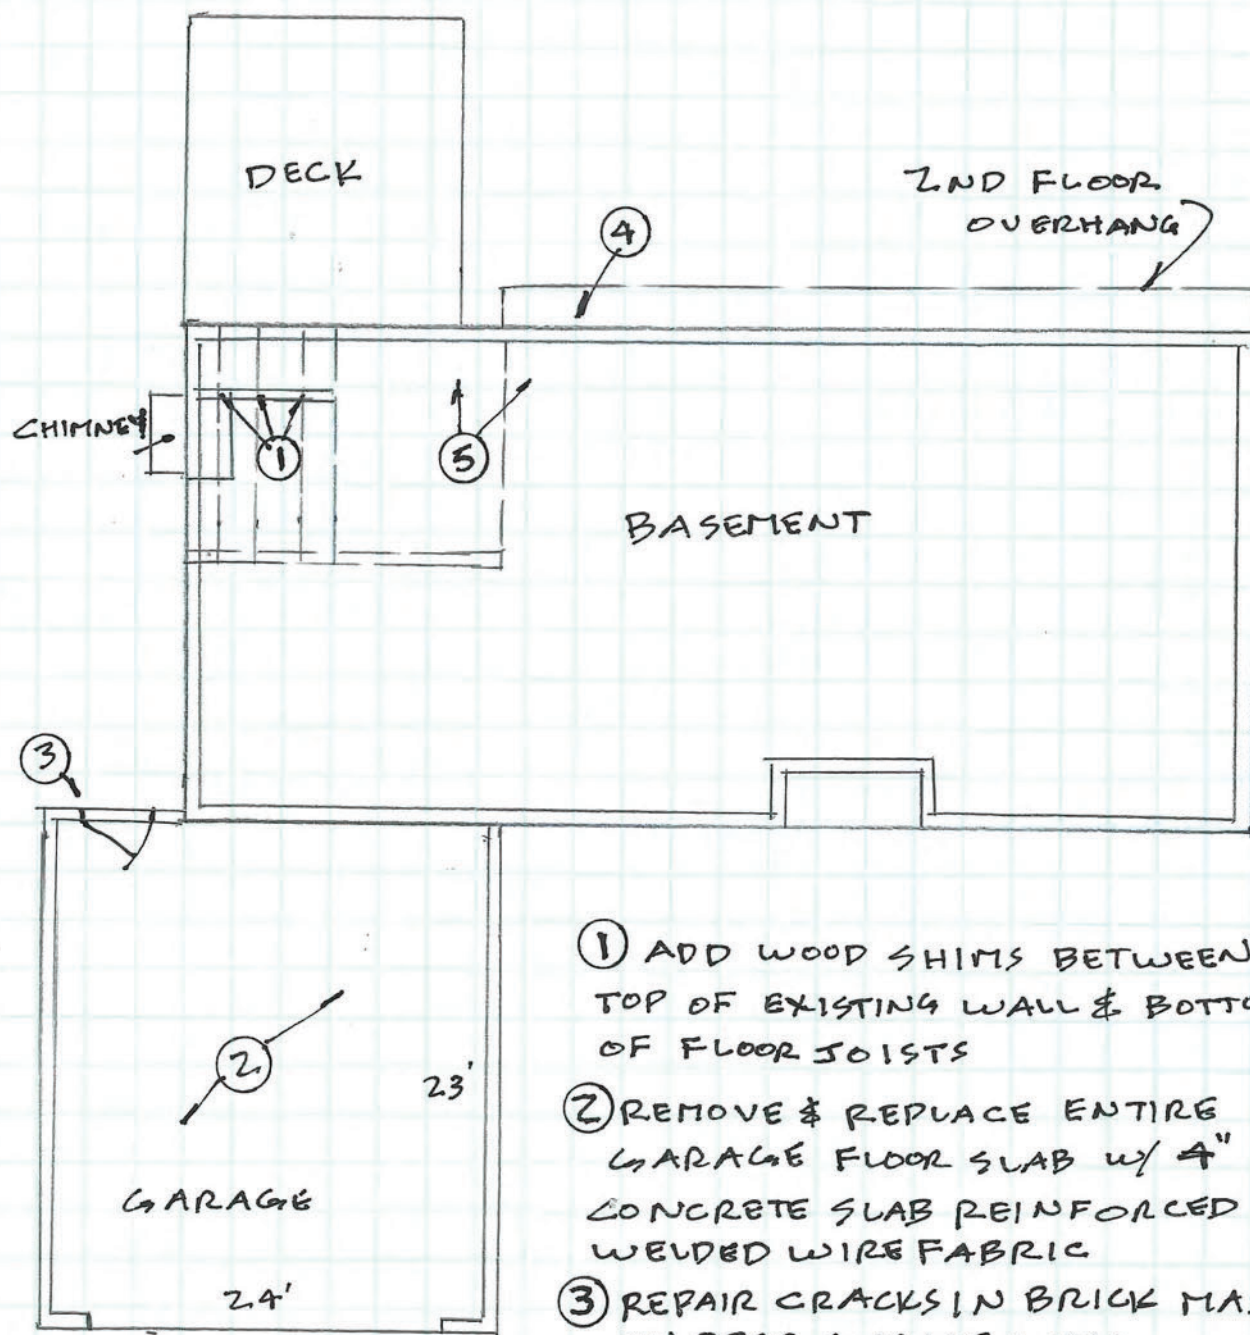 DECK
2ND FLOOR
OVERHANG
4
CHIMNEY
1
5
BASEMENT
3
2
23'
GARAGE
24'
1 ADD WOOD SHIMS BETWEEN
TOP OF EXISTING WALL & BOTTO
OF FLOOR JOISTS
2 REMOVE & REPLACE ENTIRE
GARAGE FLOOR SLAB W/ 4"
CONCRETE SLAB REINFORCED
WELDED WIRE FABRIC
3 REPAIR CRACKS IN BRICK MA